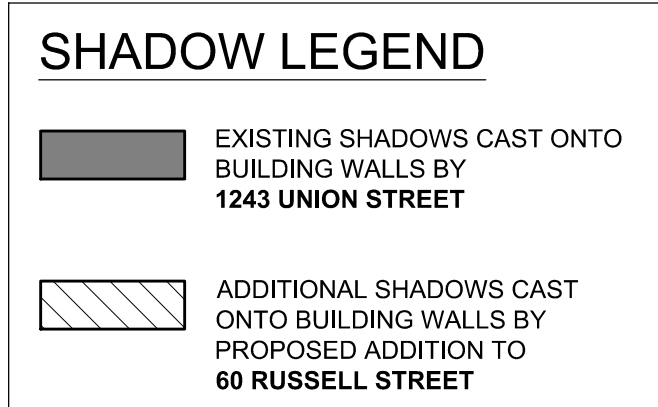 SHADOW LEGEND
EXISTING SHADOWS CAST ONTO
BUILDING WALLS BY
1243 UNION STREET
ADDITIONAL SHADOWS CAST
ONTO BUILDING WALLS BY
PROPOSED ADDITION TO
60 RUSSELL STREET